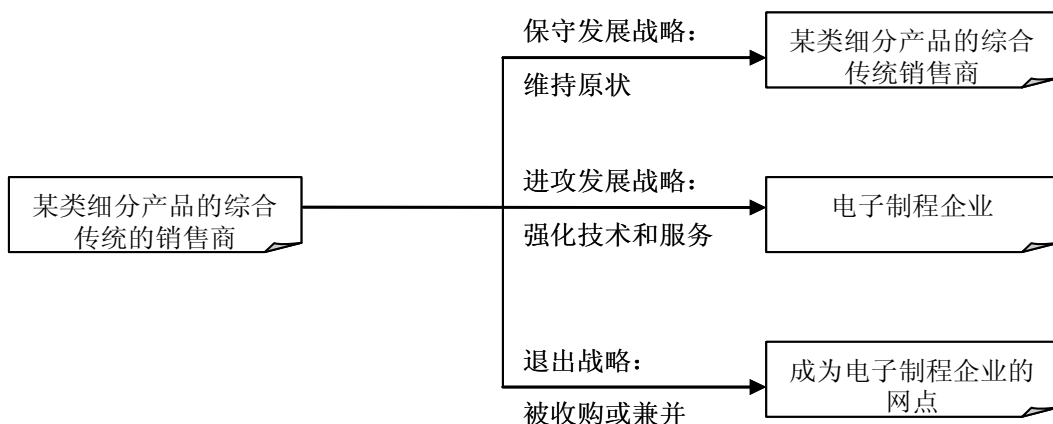 保守发展战略：
维持原状
某类细分产品的综合
传统销售商
某类细分产品的综合
传统的销售商
进攻发展战略：
强化技术和服务
电子制程企业
退出战略：
被收购或兼并
成为电子制程企业的
网点